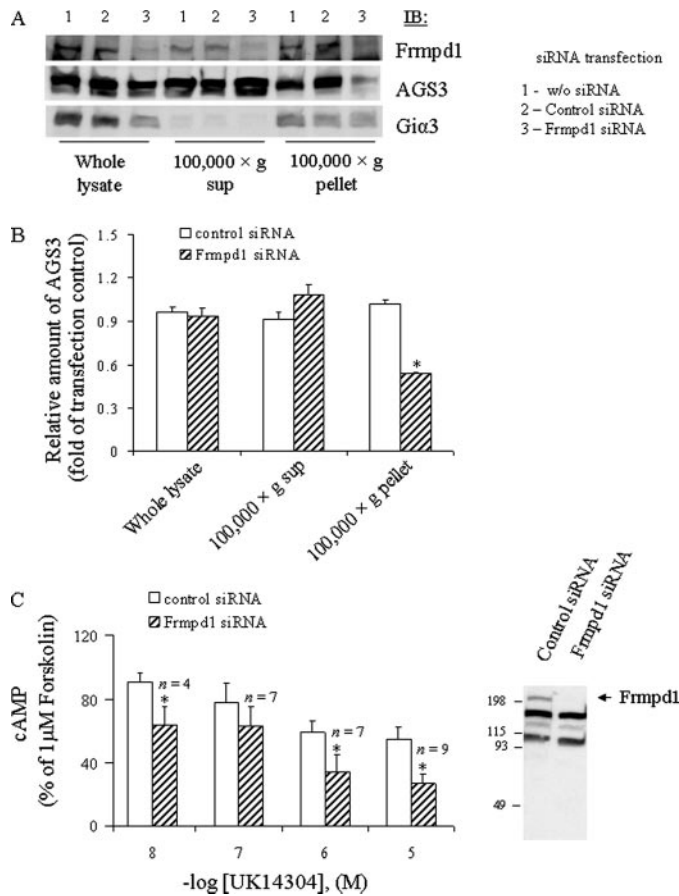 A
1 2 3 1 2 3 1 2 3 IB:
Frmpd1
AGS3
Giα3
Whole lysate
100,000 × g sup
100,000 × g pellet
siRNA transfection
1 - w/o siRNA
2 – Control siRNA
3 – Frmpd1 siRNA
B
Relative amount of AGS3
(fold of transfection control)
1.5
1.2
0.9
0.6
0.3
0
control siRNA
Frmpd1 siRNA
*
Whole lysate
100,000 × g sup
100,000 × g pellet
C
cAMP
(% of 1μM Forskolin)
120
80
40
0
control siRNA
Frmpd1 siRNA
n = 4
*
n = 7
n = 7
*
n = 9
*
8 7 6 5
-log [UK14304], (M)
Control siRNA
Frmpd1 siRNA
Frmpd1
198
115
93
49